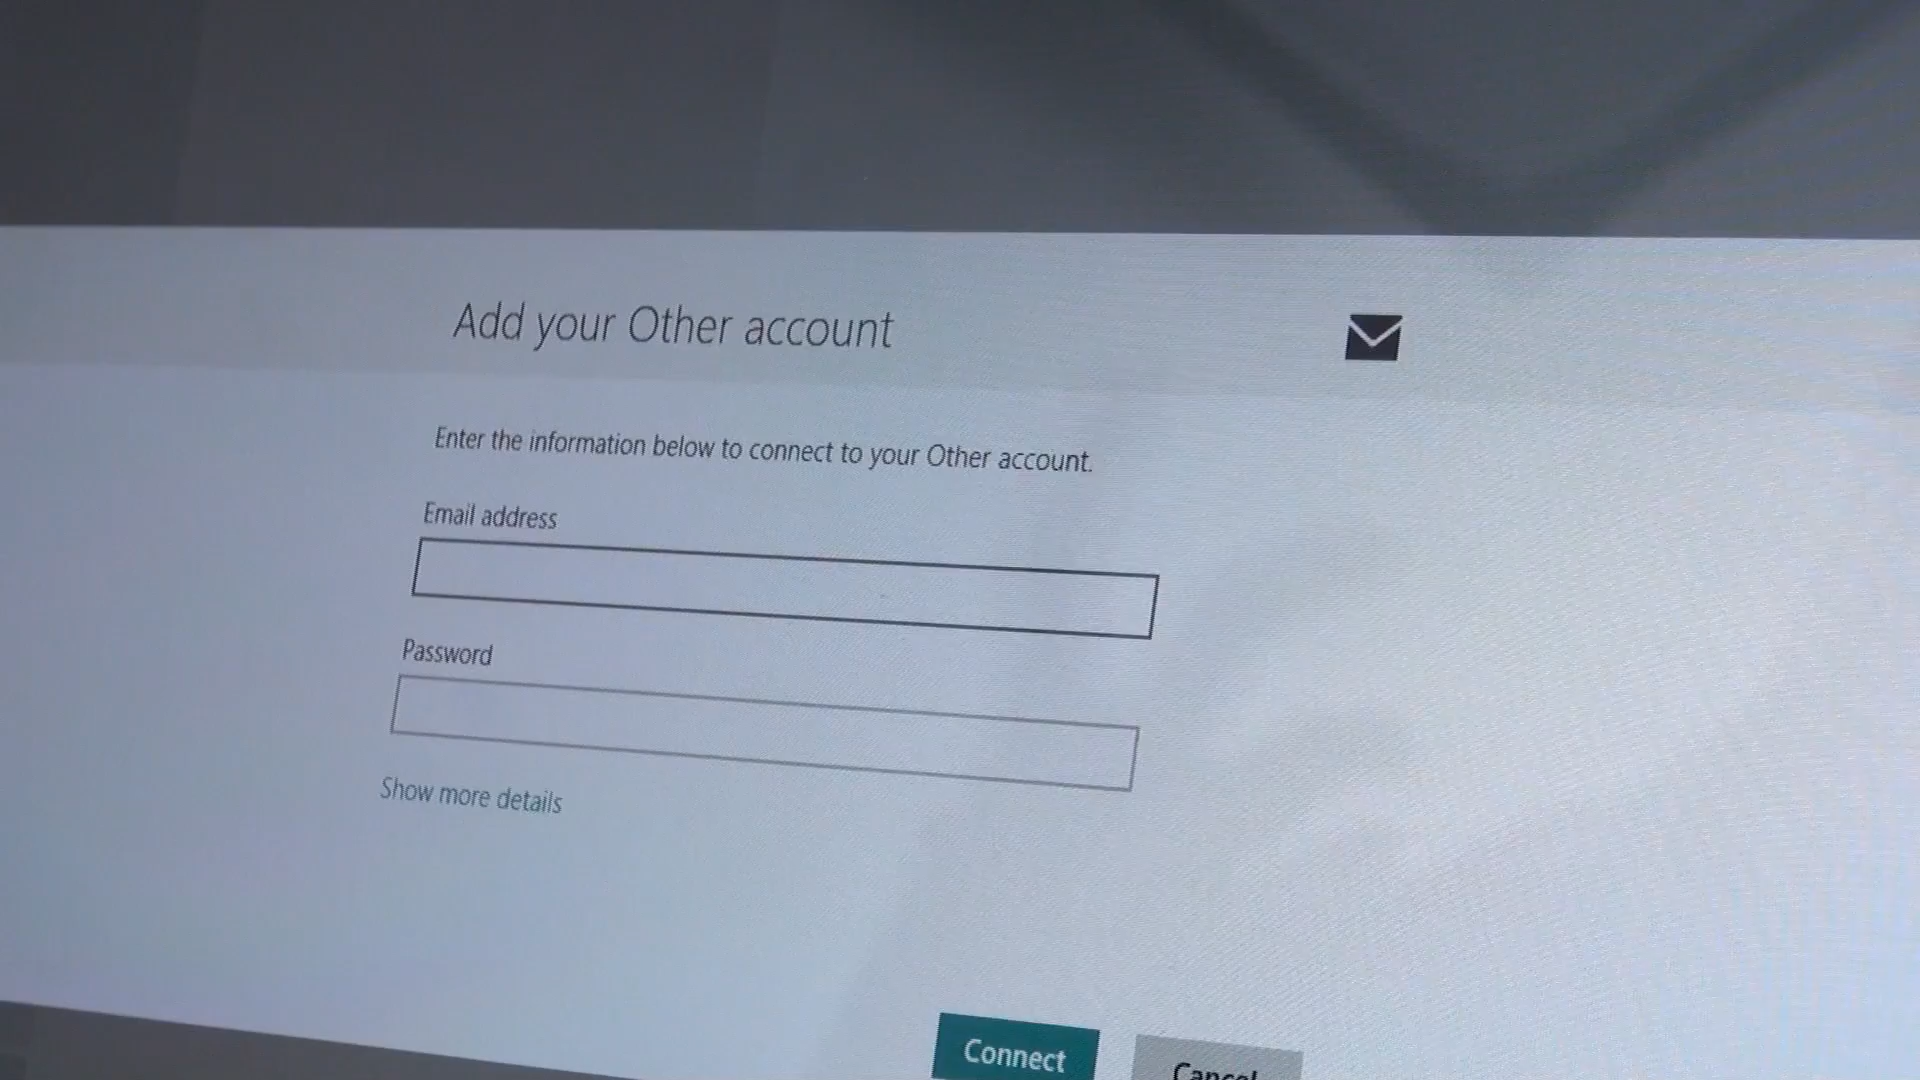 Add your Other account
Enter the information below to connect to your Other account.
Email address
Password
Show more details
Connect
Cancel